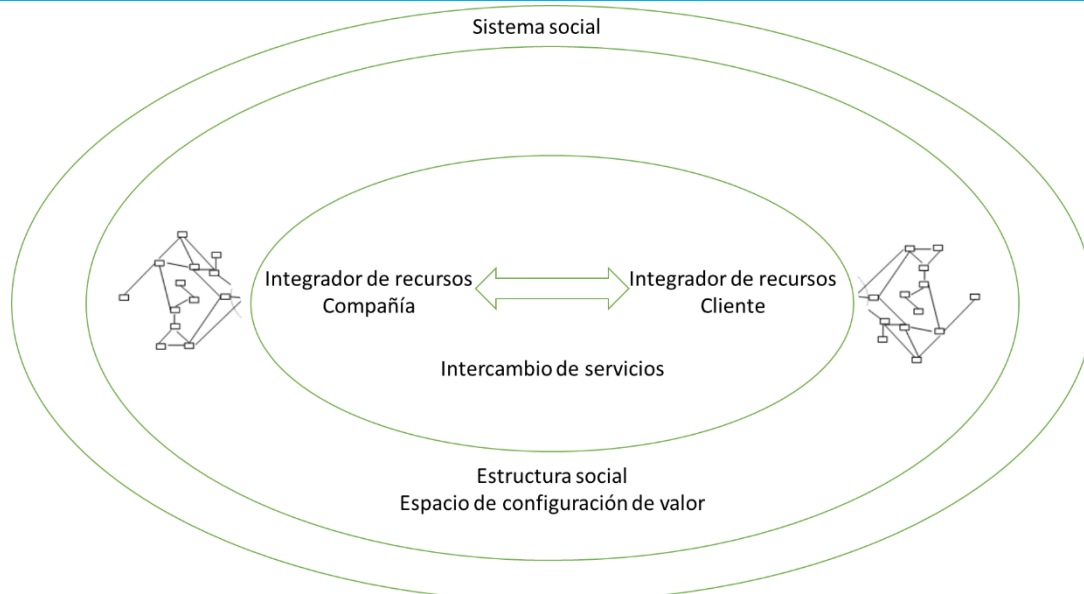 Sistema social
Integrador de recursos
Compañía
Integrador de recursos
Cliente
Intercambio de servicios
Estructura social
Espacio de configuración de valor